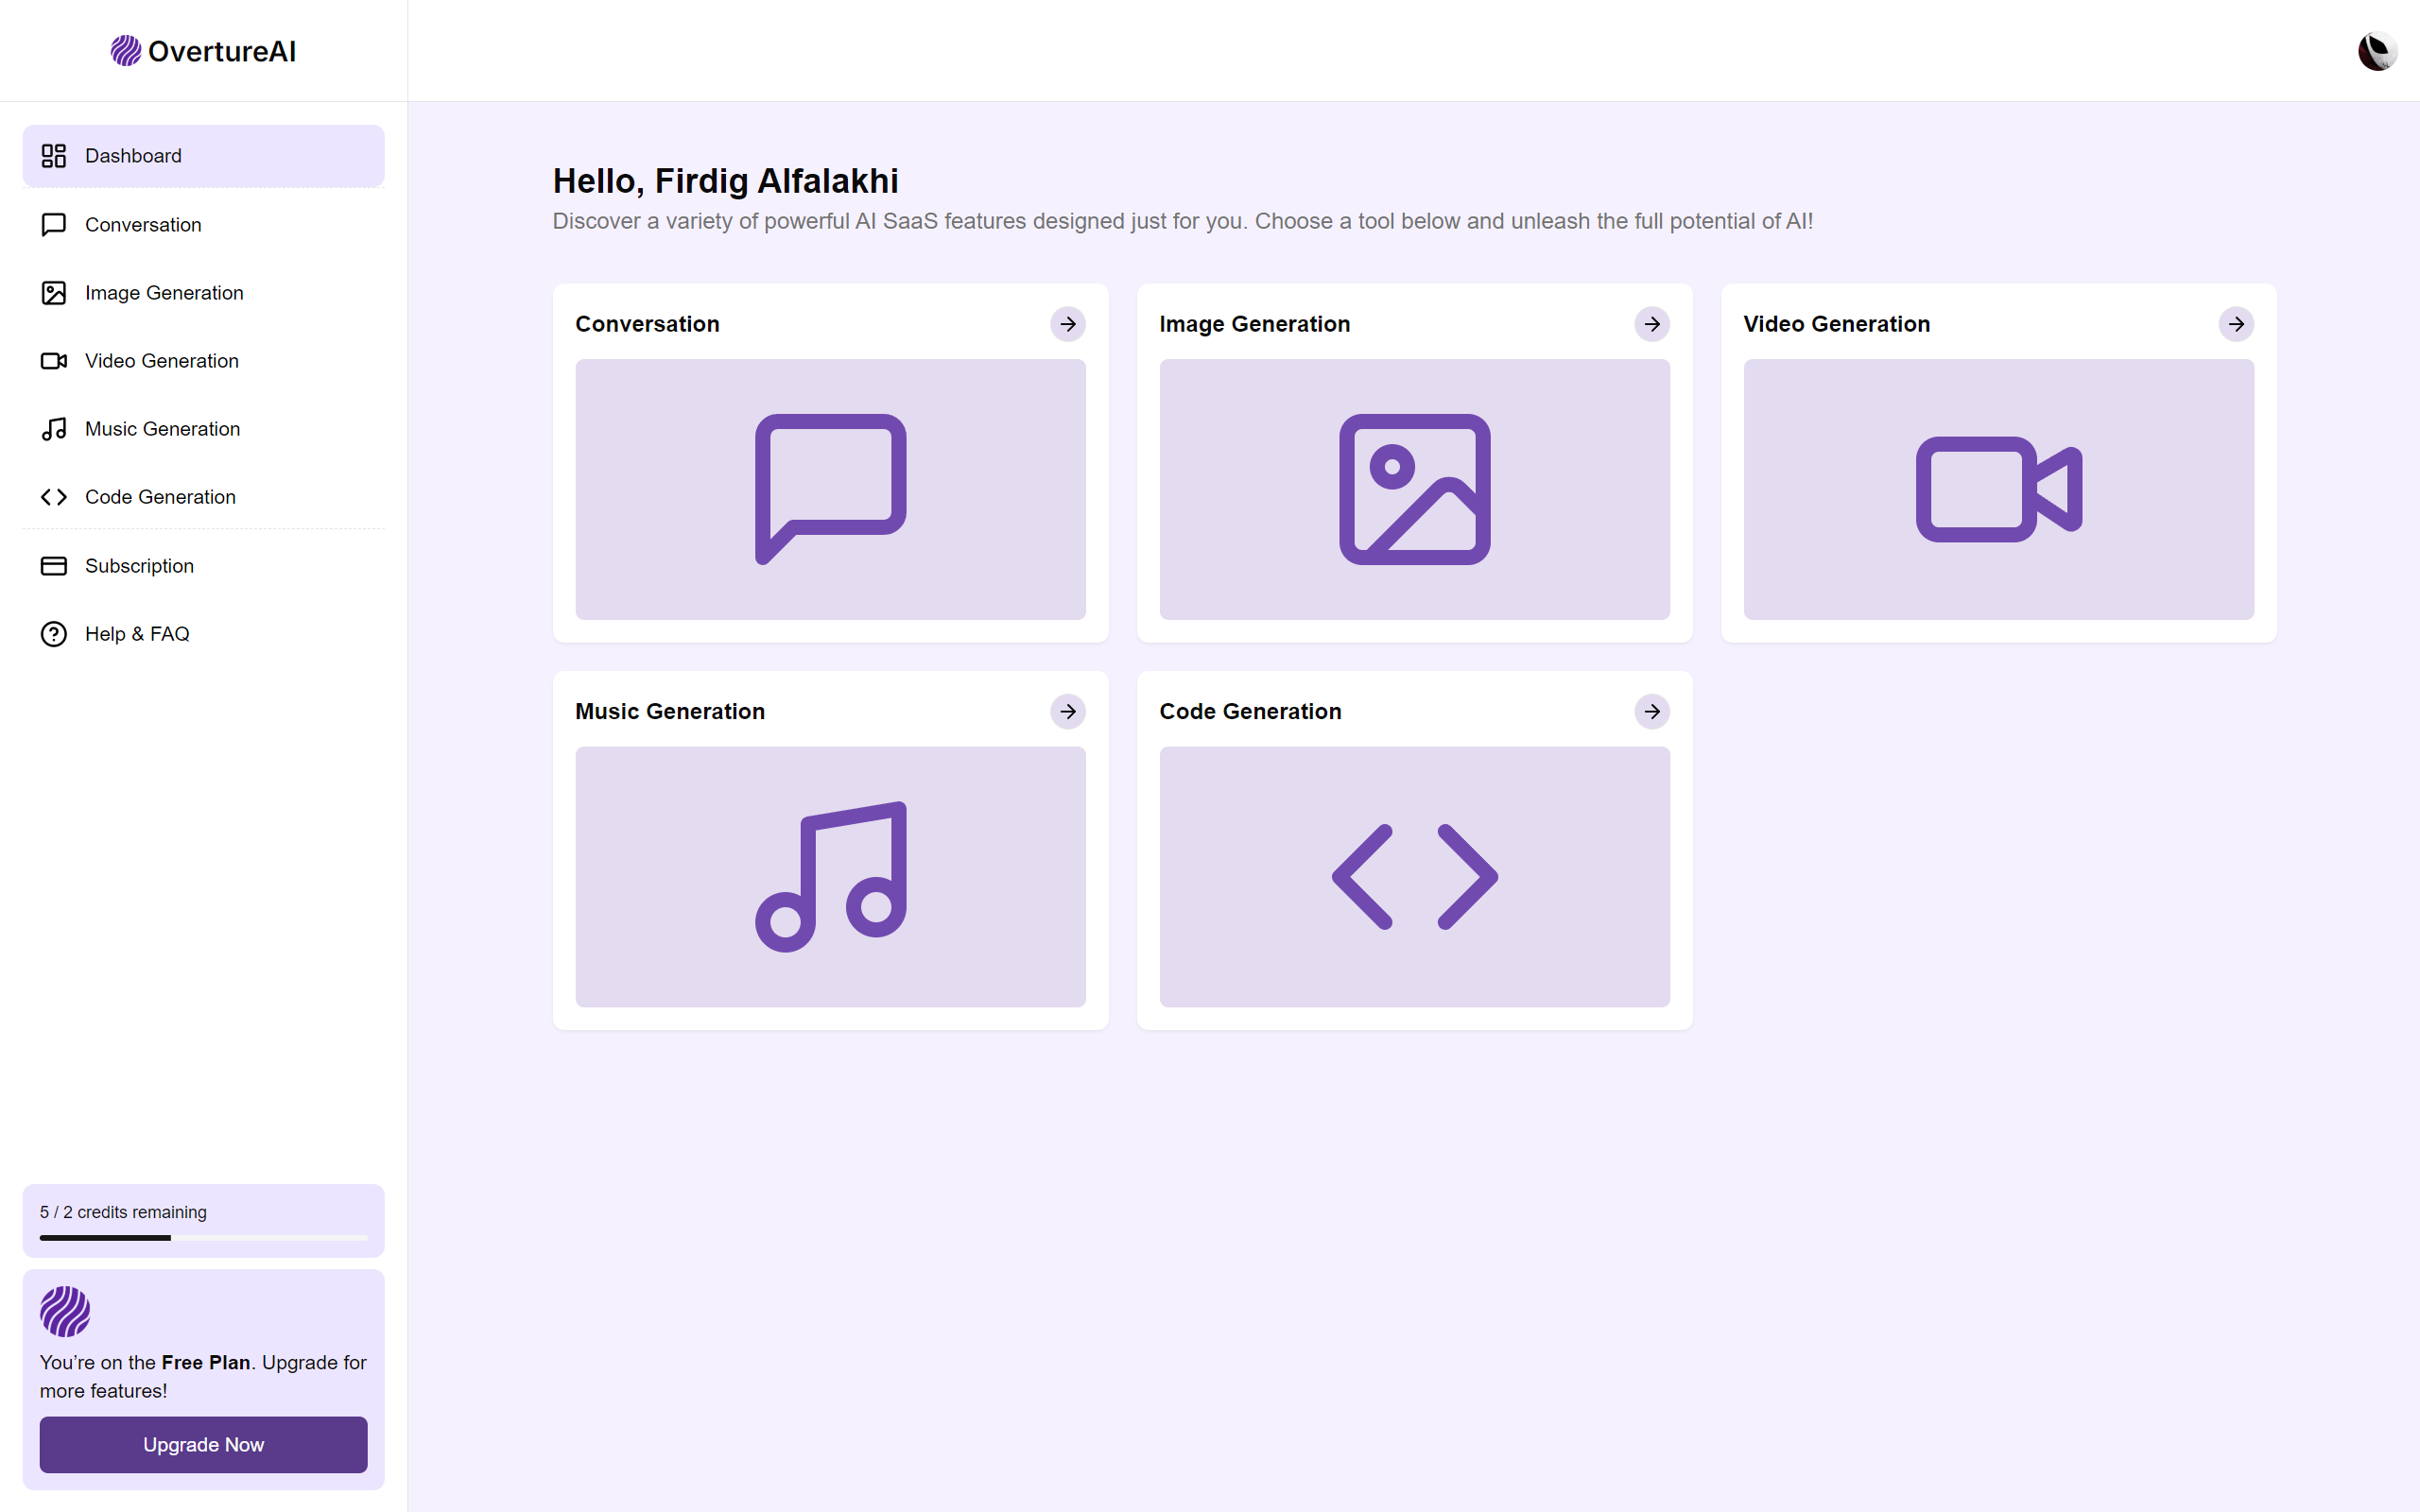 OvertureAI
Dashboard
Conversation
Image Generation
Video Generation
Music Generation
Code Generation
Subscription
Help & FAQ
5 / 2 credits remaining
You’re on the Free Plan. Upgrade for
more features!
Upgrade Now
Hello, Firdig Alfalakhi
Discover a variety of powerful AI SaaS features designed just for you. Choose a tool below and unleash the full potential of AI!
Conversation
Image Generation
Video Generation
Music Generation
Code Generation